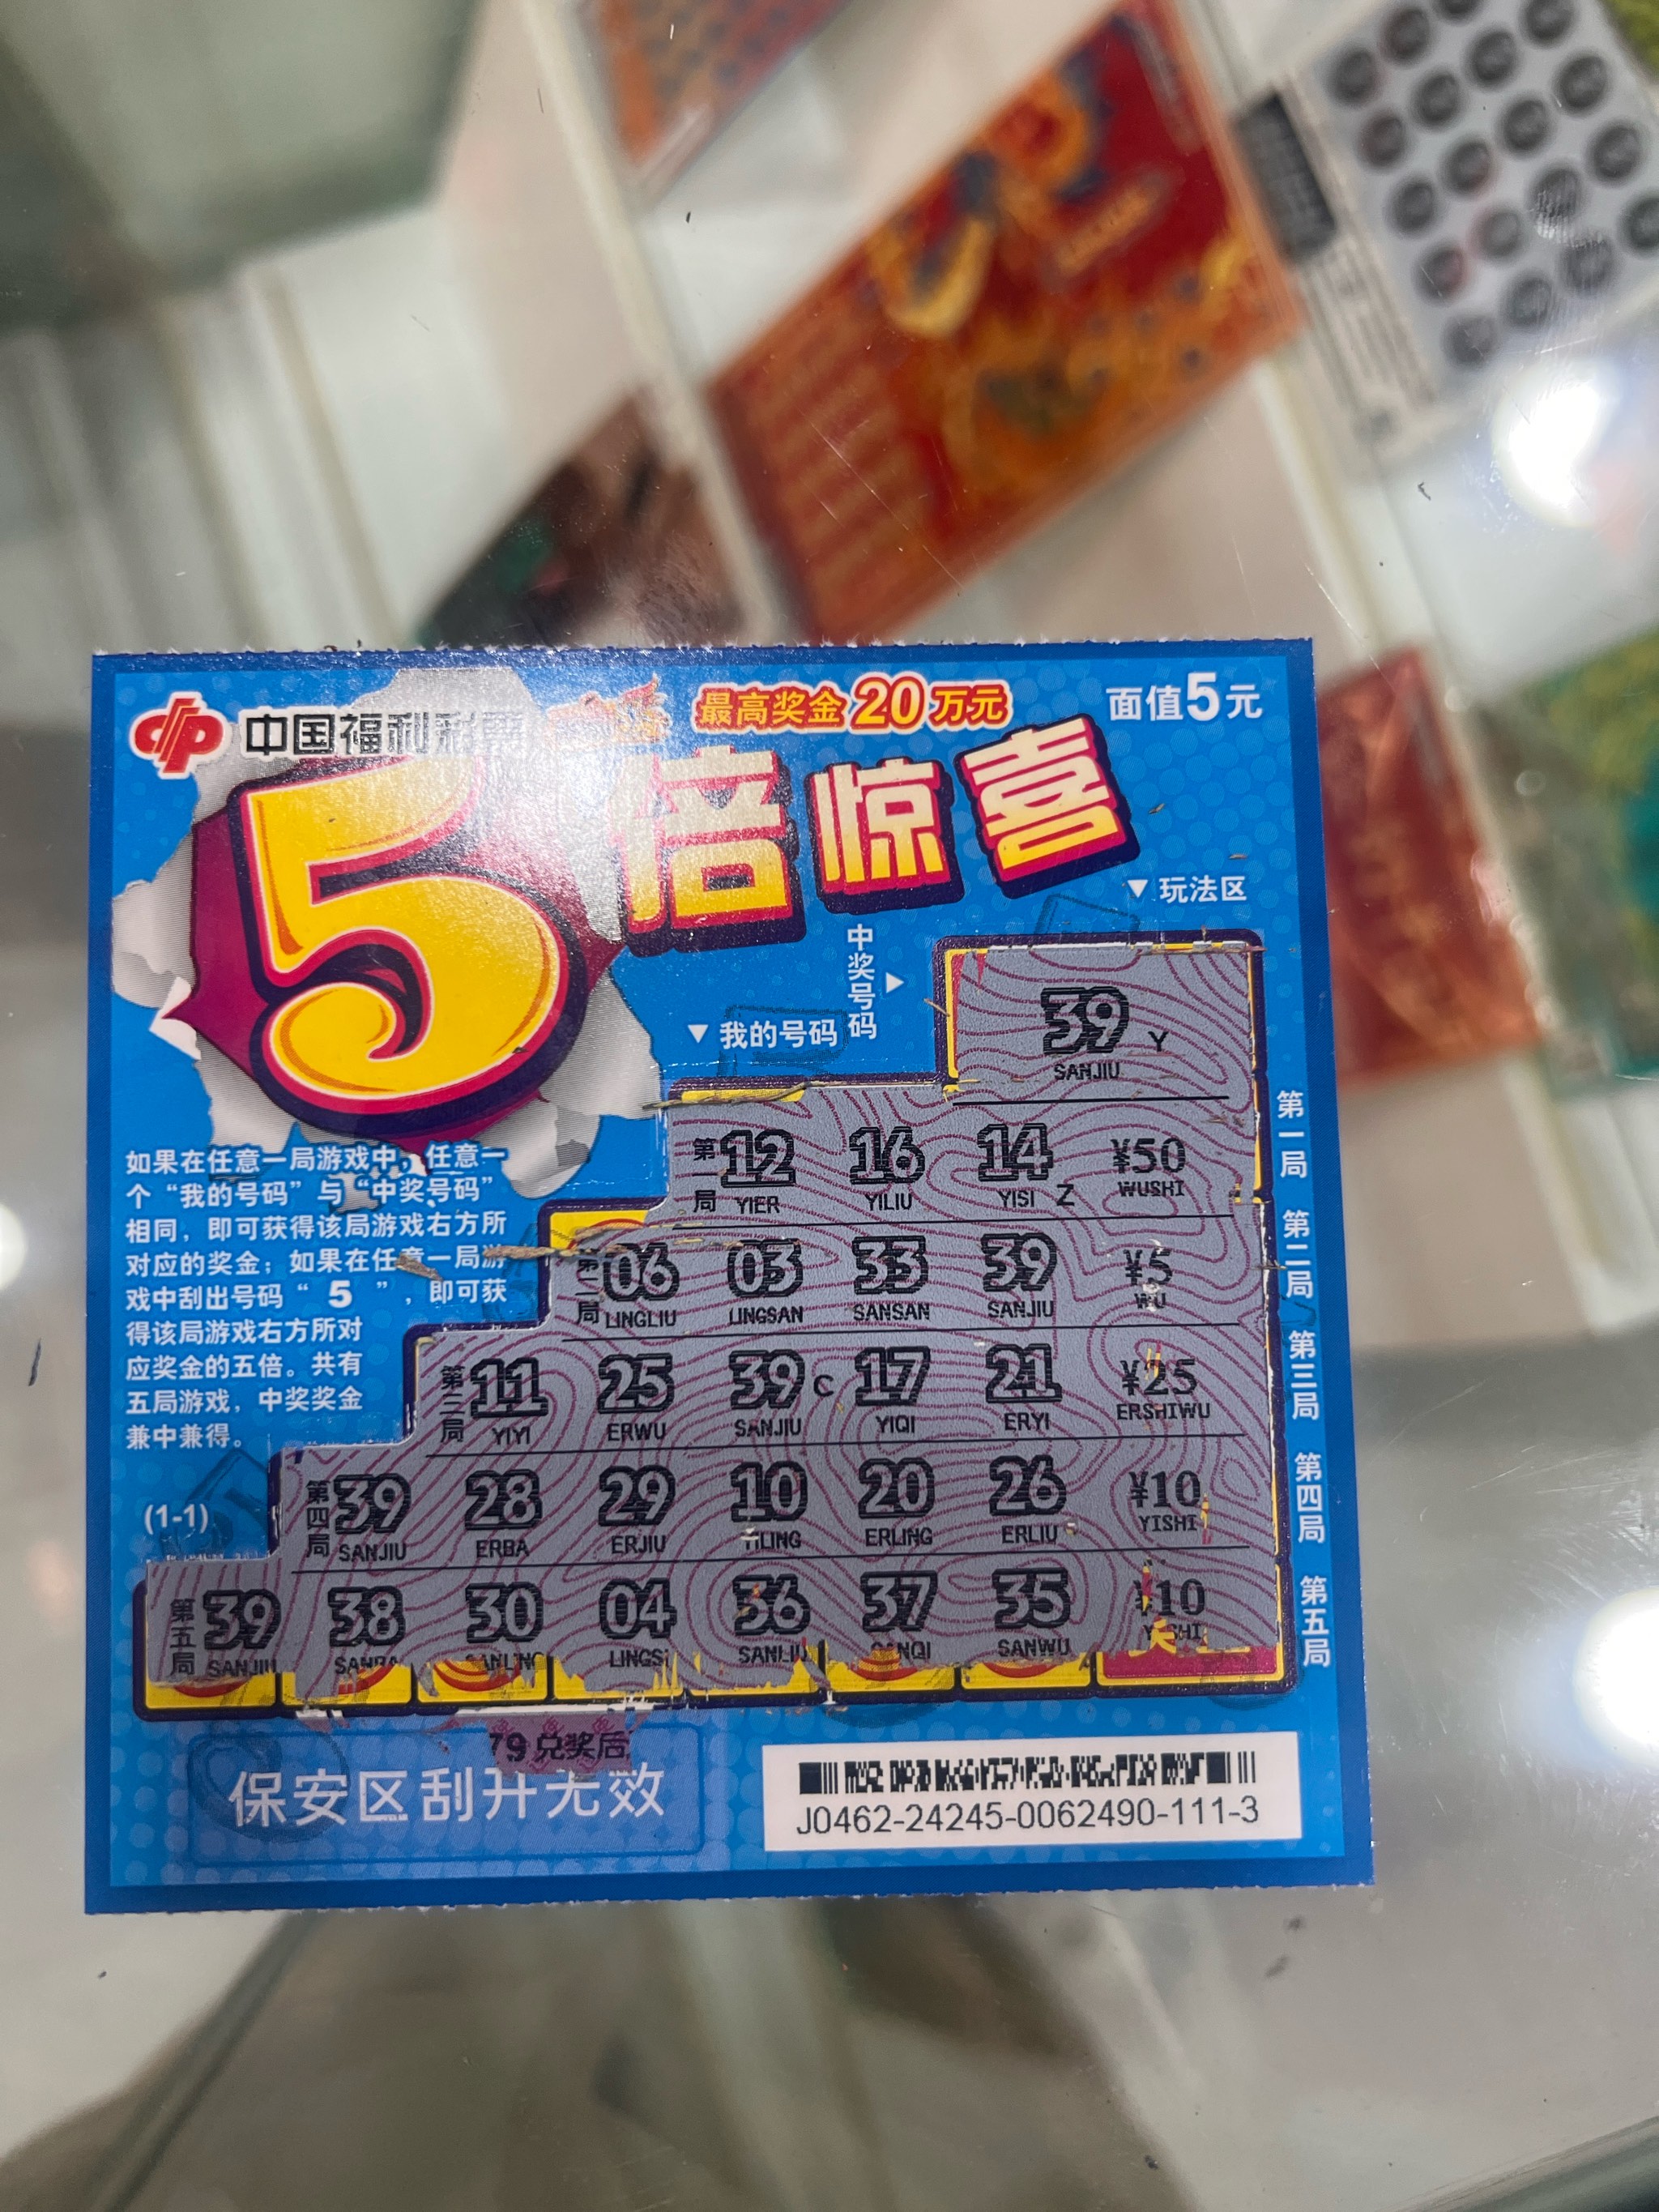 中国福利彩票
最高奖金20万元
面值5元
5倍惊喜
▼玩法区
中奖号码▶
▼我的号码
39 Y
SANJIU
第一局 12 16 14 ¥50
YIER YILIU YISI Z WUSHI
第一局
第二局 06 03 33 39 ¥5
LINGLIU LINGSAN SANSAN SANJIU WU
第二局
第三局 11 25 39 C 17 21 ¥25
YIYI ERWU SANJIU YIQI ERYI ERSHIWU
第三局
第四局 39 28 29 10 20 26 ¥10
SANJIU ERBA ERJIU YILING ERLING ERLIU YISHI
第四局
第五局 39 38 30 04 36 37 35 ¥10
SANJIU SANBA SANLING LINGSI SANLIU SANQI SANWU YISHI
第五局
如果在任意一局游戏中，任意一
个“我的号码”与“中奖号码”
相同，即可获得该局游戏右方所
对应的奖金；如果在任意一局游
戏中刮出号码“5”，即可获
得该局游戏右方所对
应奖金的五倍。共有
五局游戏，中奖奖金
兼中兼得。
(1-1)
79 兑奖后
保安区刮开无效
J0462-24245-0062490-111-3